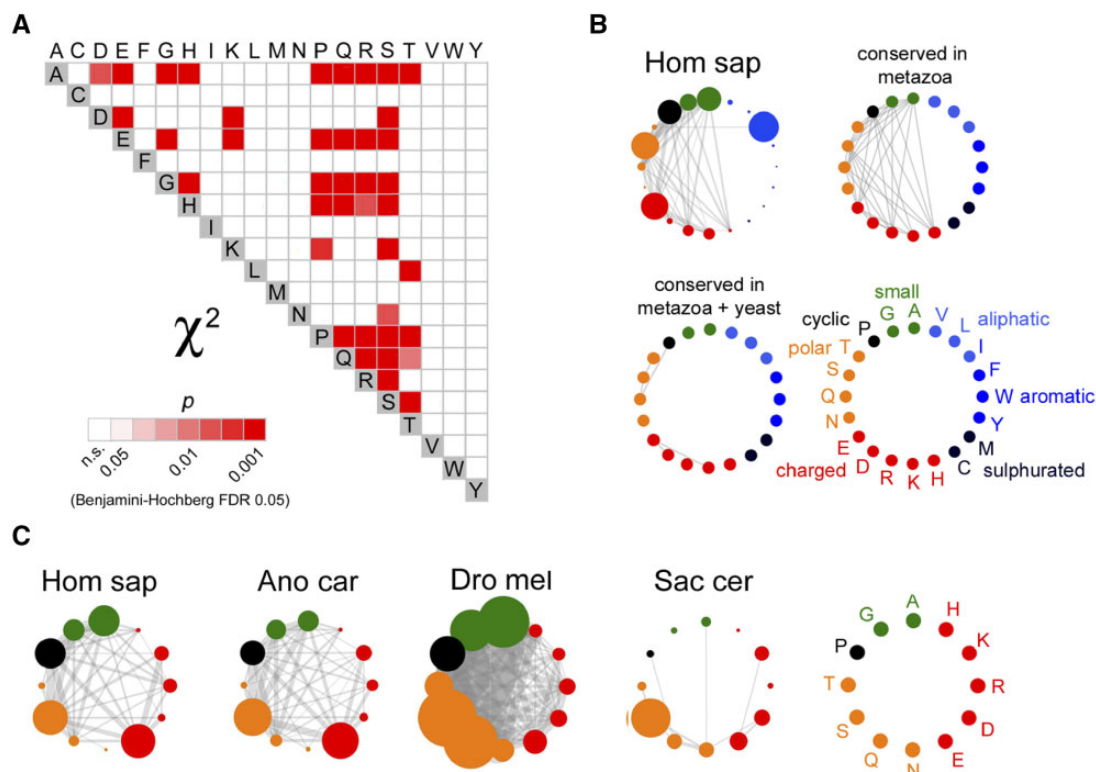 A
A C D E F G H I K L M N P Q R S T V W Y
A
C
D
E
F
G
H
I
K
L
M
N
P
Q
R
S
T
V
W
Y
χ2
p
n.s.
0.05
0.01
0.001
(Benjamini-Hochberg FDR 0.05)
B
Hom sap
conserved in
metazoa
conserved in
metazoa + yeast
small
G A V
cyclic P
L aliphatic
polar T
I
S
F
Q
W aromatic
N
Y
E
M
charged D R K H C sulphurated
C
Hom sap
Ano car
Dro mel
Sac cer
G A H
P
K
T
R
S
D
Q N E